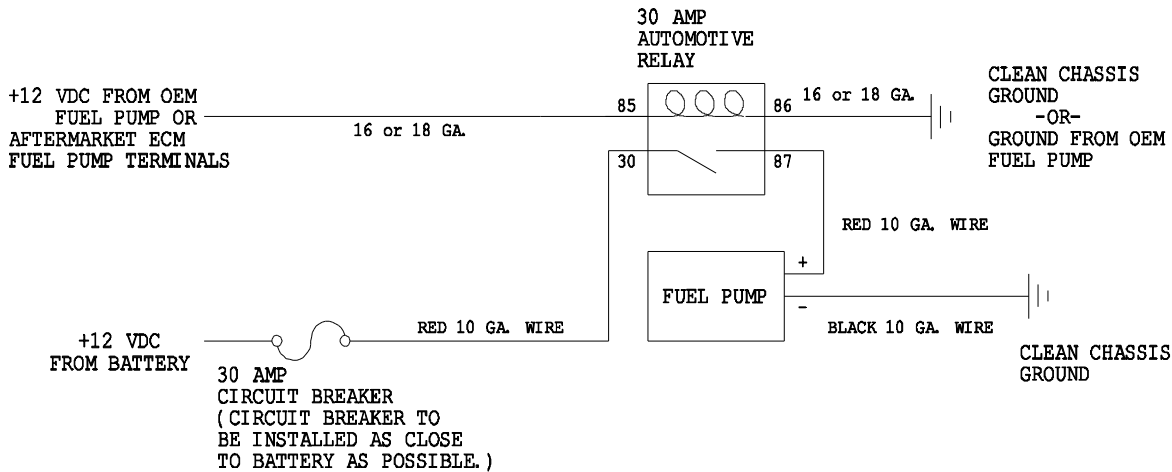 30 AMP
AUTOMOTIVE
RELAY
+12 VDC FROM OEM
FUEL PUMP OR
AFTERMARKET ECM
FUEL PUMP TERMINALS
16 or 18 GA.
85
86
16 or 18 GA.
CLEAN CHASSIS
GROUND
-OR-
GROUND FROM OEM
FUEL PUMP
30
87
RED 10 GA. WIRE
FUEL PUMP
+
-
BLACK 10 GA. WIRE
CLEAN CHASSIS
GROUND
+12 VDC
FROM BATTERY
RED 10 GA. WIRE
30 AMP
CIRCUIT BREAKER
(CIRCUIT BREAKER TO
BE INSTALLED AS CLOSE
TO BATTERY AS POSSIBLE.)